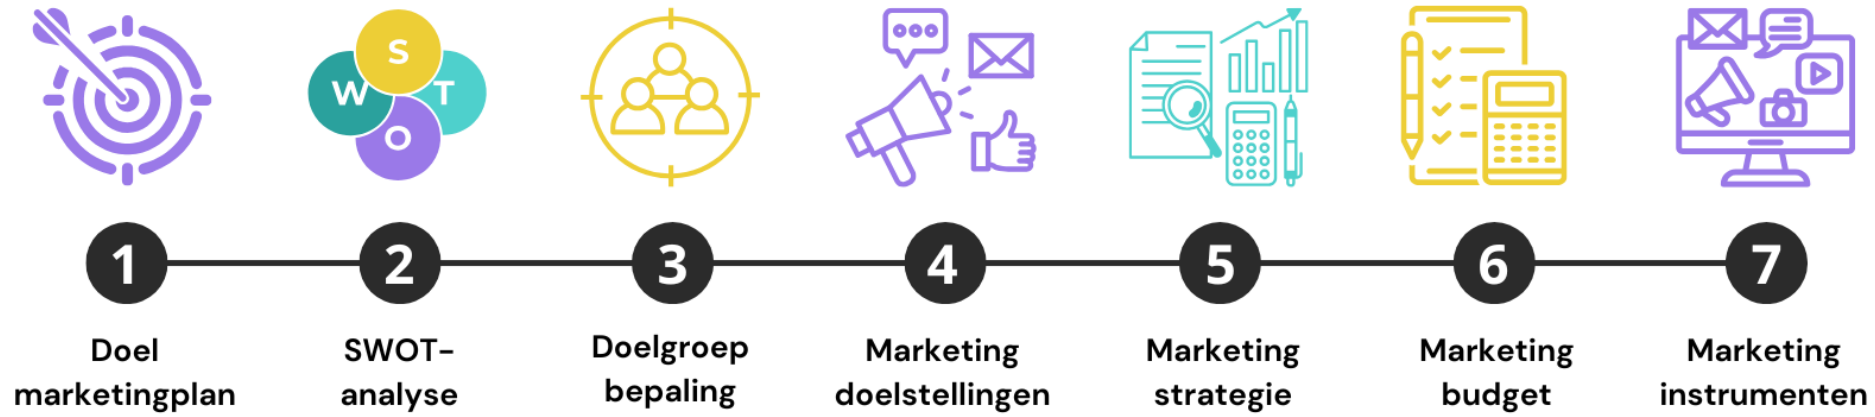 S
W
T
O
1
2
3
4
5
6
7
Doel
marketingplan
SWOT-
analyse
Doelgroep
bepaling
Marketing
doelstellingen
Marketing
strategie
Marketing
budget
Marketing
instrumenten